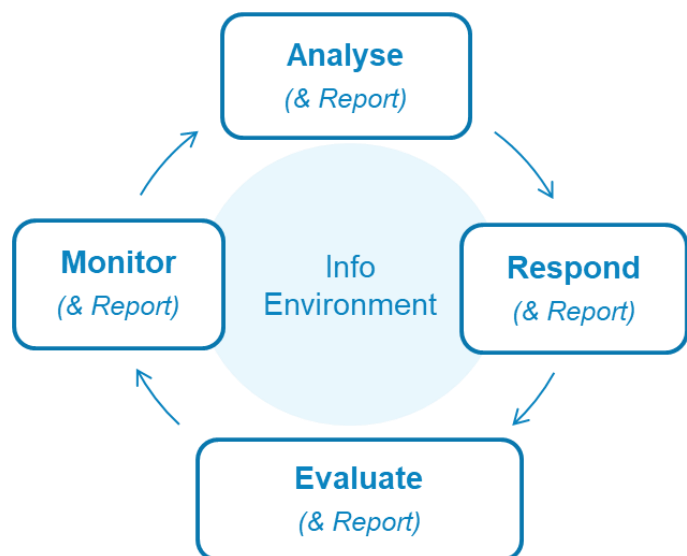 Analyse
(& Report)
Monitor
(& Report)
Info
Environment
Respond
(& Report)
Evaluate
(& Report)